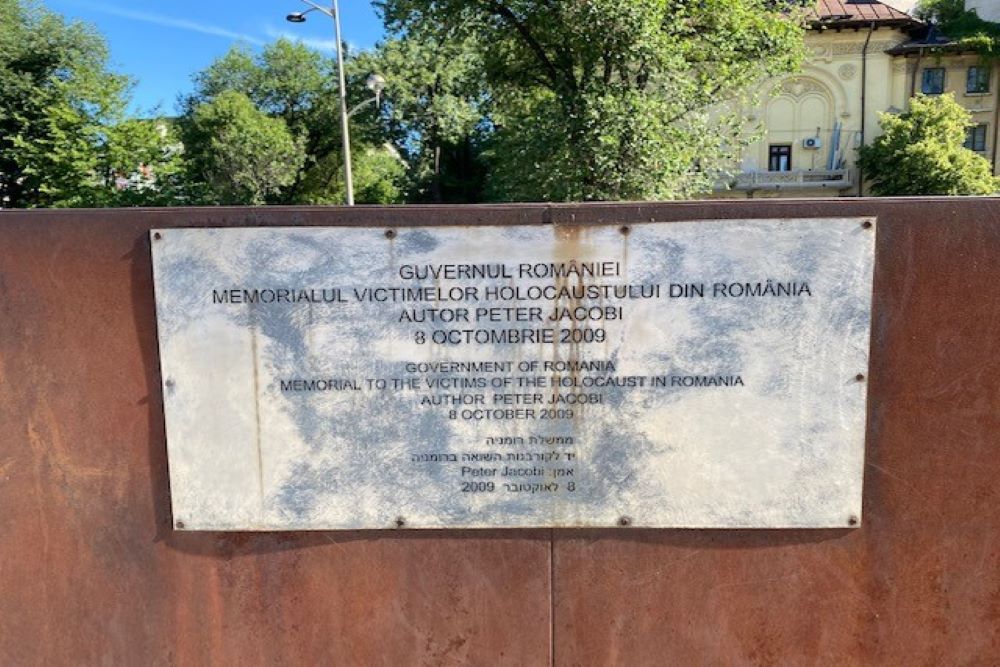 GUVERNUL ROMÂNIEI
MEMORIALUL VICTIMELOR HOLOCAUSTULUI DIN ROMÂNIA
AUTOR PETER JACOBI
8 OCTOMBRIE 2009
GOVERNMENT OF ROMANIA
MEMORIAL TO THE VICTIMS OF THE HOLOCAUST IN ROMANIA
AUTHOR PETER JACOBI
8 OCTOBER 2009
ממשלת רומניה
יד לקורבנות השואה ברומניה
אמן: Peter Jacobi
8 לאוקטובר 2009